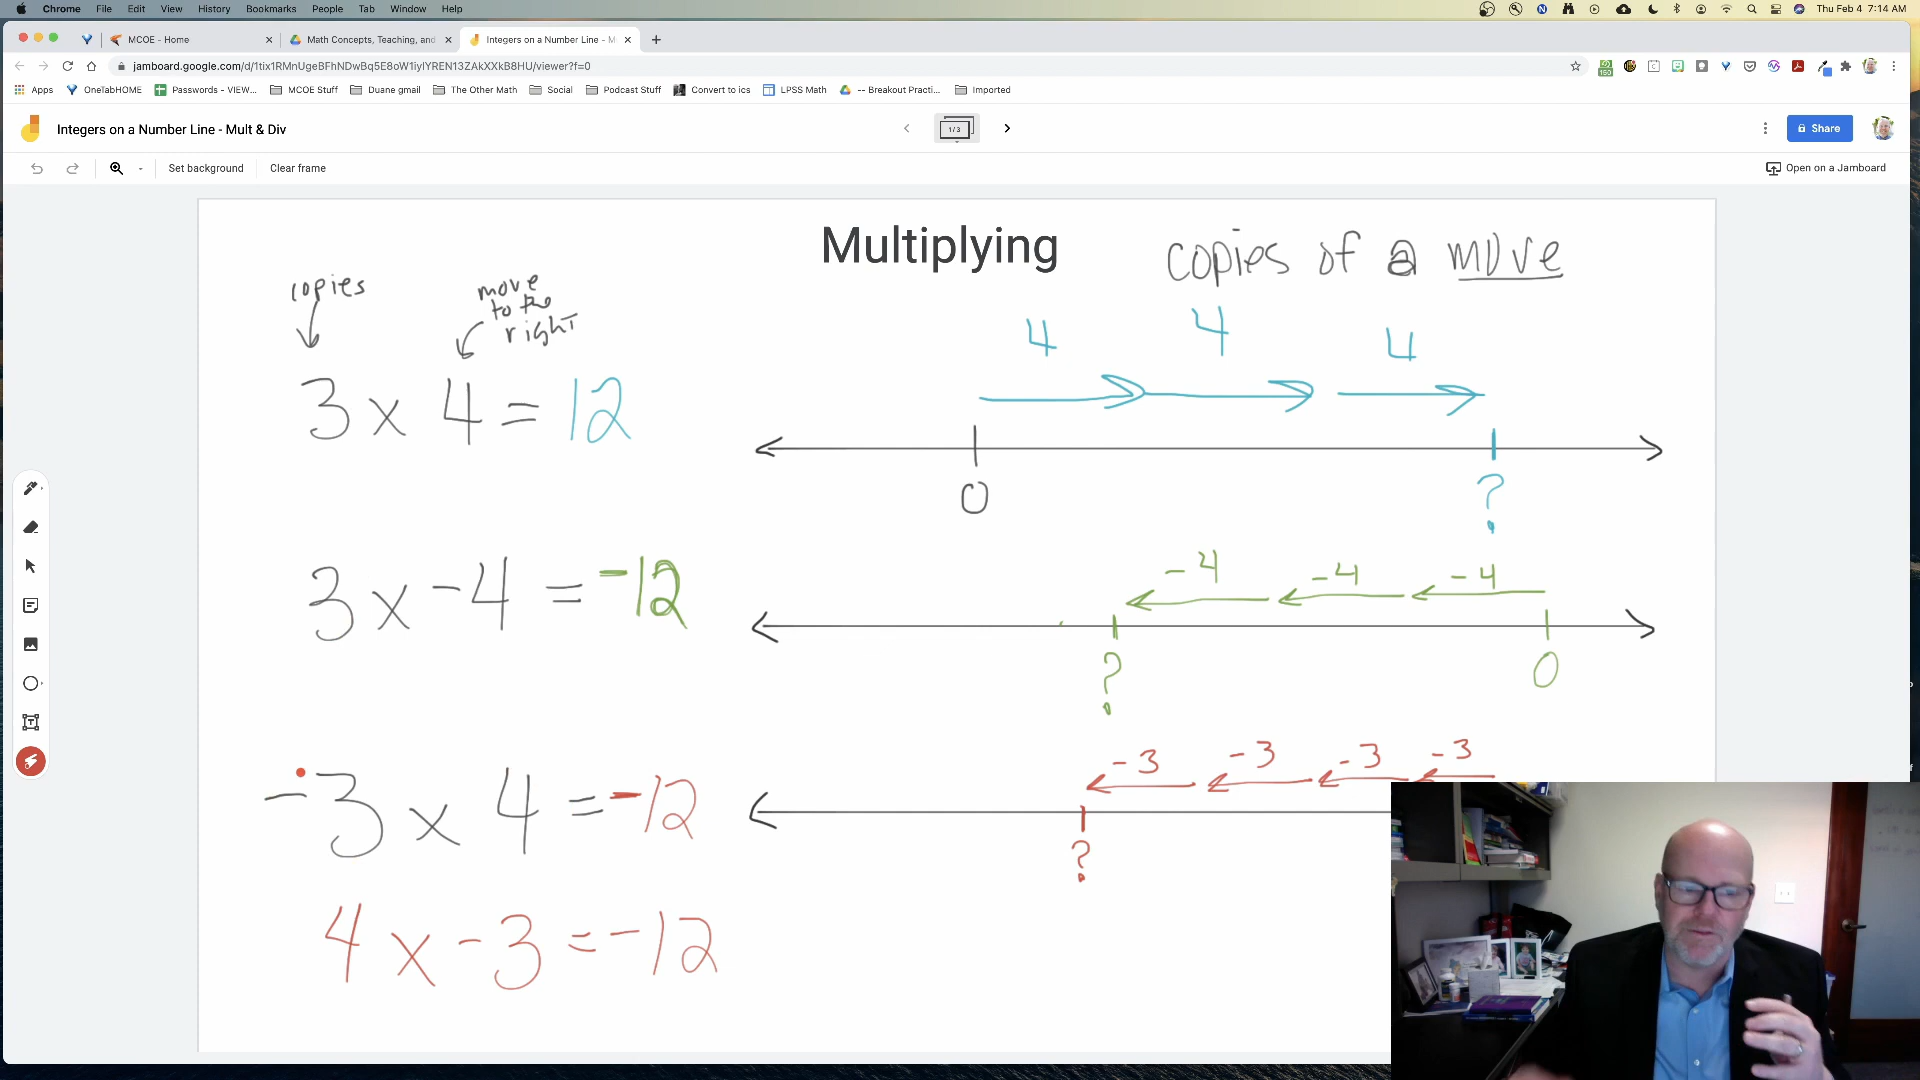 Chrome File Edit View History Bookmarks People Tab Window Help Thu Feb 4 7:14 AM
MCOE - Home Math Concepts, Teaching, and Integers on a Number Line - M
jamboard.google.com/d/1tix1RMnUgeBFhNDwBq5E8oW1iyIYREN13ZAkXXkB8HU/viewer?f=0
Apps OneTabHOME Passwords - VIEW... MCOE Stuff Duane gmail The Other Math Social Podcast Stuff Convert to ics LPSS Math -- Breakout Practi... Imported
Integers on a Number Line - Mult & Div 1/3 Share
Set background Clear frame Open on a Jamboard
Multiplying copies of a move
copies
move
to the
right
4 4 4
3 x 4 = 12
0 ?
-4 -4 -4
3 x -4 = -12
? 0
-3 -3 -3 -3
-3 x 4 = -12
?
4 x -3 = -12